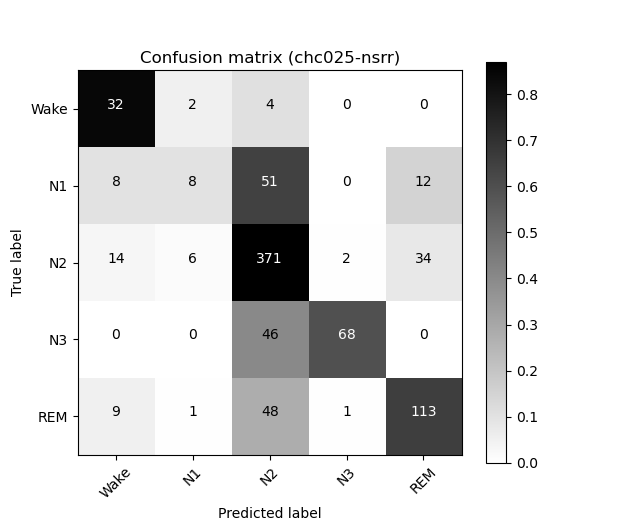 Confusion matrix (chc025-nsrr)
True label
Wake 32 2 4 0 0
N1 8 8 51 0 12
N2 14 6 371 2 34
N3 0 0 46 68 0
REM 9 1 48 1 113
Wake N1 N2 N3 REM
Predicted label
0.8
0.7
0.6
0.5
0.4
0.3
0.2
0.1
0.0